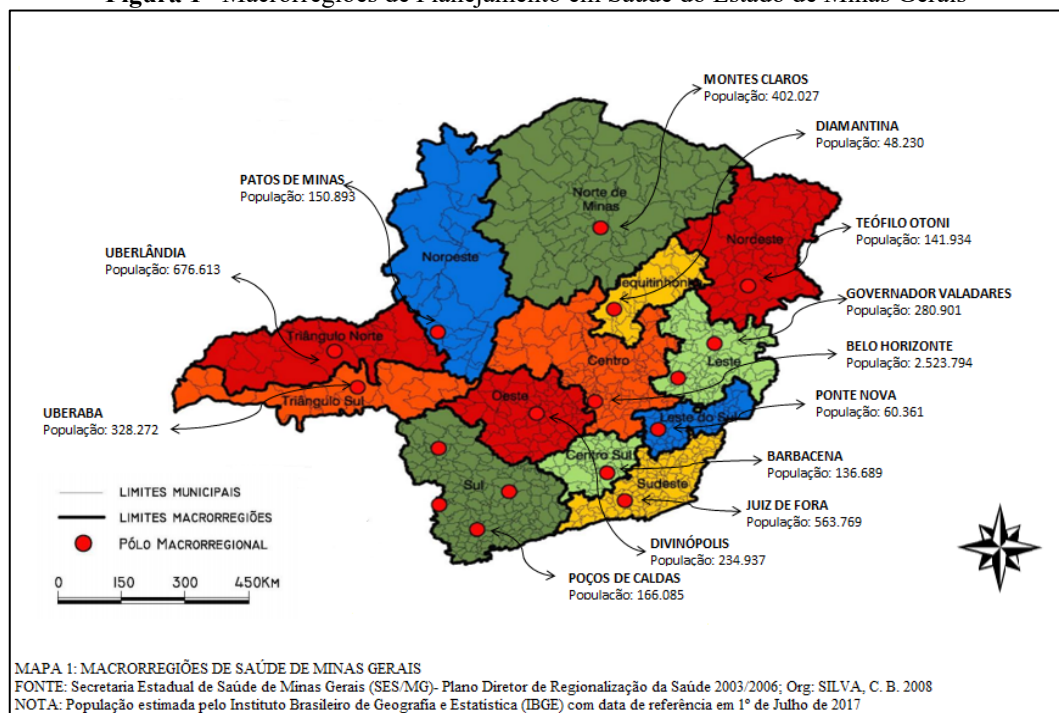 Figura 1 - Macrorregiões de Planejamento em Saúde do Estado de Minas Gerais
MONTES CLAROS
População: 402.027
DIAMANTINA
População: 48.230
PATOS DE MINAS
População: 150.893
Norte de
Minas
TEÓFILO OTONI
População: 141.934
Nordeste
UBERLÂNDIA
População: 676.613
Noroeste
equitinhonh
GOVERNADOR VALADARES
População: 280.901
Triângulo Norte
Centro
Leste
BELO HORIZONTE
População: 2.523.794
Triângulo Sul
Oeste
PONTE NOVA
População: 60.361
UBERABA
População: 328.272
Leste do Sul
Centro Sul
BARBACENA
População: 136.689
Sul
Sudeste
JUIZ DE FORA
População: 563.769
LIMITES MUNICIPAIS
LIMITES MACRORREGIÕES
PÓLO MACRORREGIONAL
DIVINÓPOLIS
População: 234.937
POÇOS DE CALDAS
População: 166.085
0 150 300 450KM
MAPA 1: MACRORREGIÕES DE SAÚDE DE MINAS GERAIS
FONTE: Secretaria Estadual de Saúde de Minas Gerais (SES/MG)- Plano Diretor de Regionalização da Saúde 2003/2006; Org: SILVA, C. B. 2008
NOTA: População estimada pelo Instituto Brasileiro de Geografia e Estatística (IBGE) com data de referência em 1º de Julho de 2017